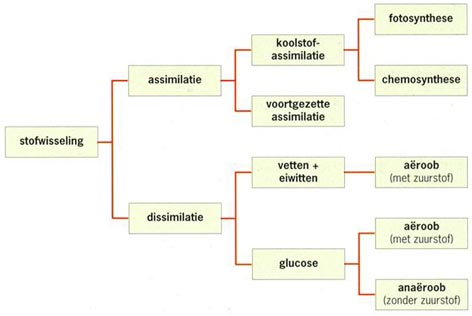 stofwisseling
assimilatie
koolstof-
assimilatie
fotosynthese
chemosynthese
voortgezette
assimilatie
dissimilatie
vetten +
eiwitten
aëroob
(met zuurstof)
glucose
aëroob
(met zuurstof)
anaëroob
(zonder zuurstof)